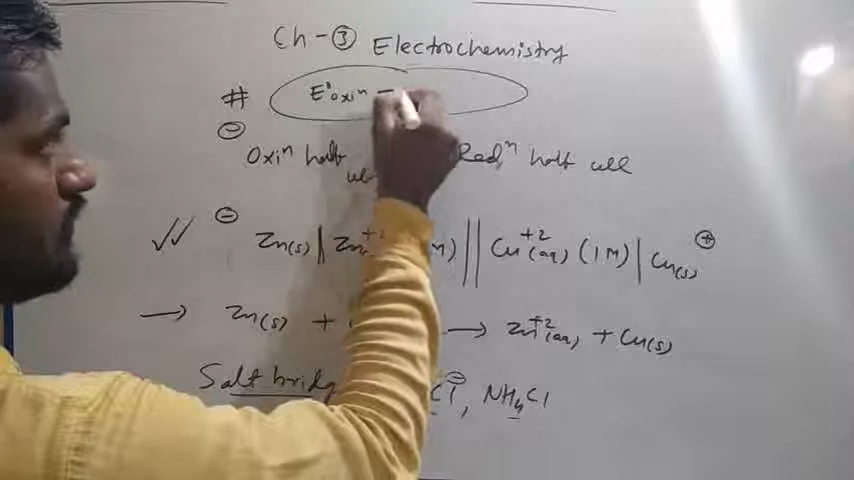 Ch-③ Electrochemistry
# E°oxiⁿ -
⊖
Oxiⁿ half Redⁿ half cell
cell
✓✓ ⊖ Zn(s) | Zn⁺² M) || Cu⁺²(aq) (1M) | Cu(s) ⊕
→ Zn(s) + → Zn⁺²(aq) + Cu(s)
Salt bridg Cl⊖, NH₄Cl